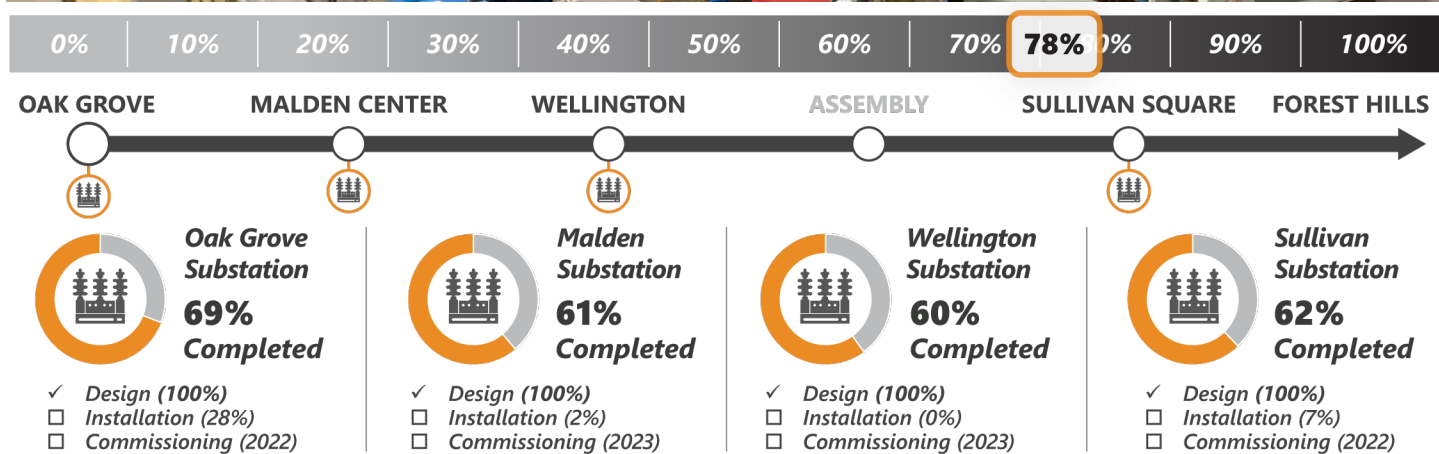 0% 10% 20% 30% 40% 50% 60% 70% 78% 80% 90% 100%
OAK GROVE MALDEN CENTER WELLINGTON ASSEMBLY SULLIVAN SQUARE FOREST HILLS
Oak Grove
Substation
69%
Completed
✓ Design (100%)
☐ Installation (28%)
☐ Commissioning (2022)
Malden
Substation
61%
Completed
✓ Design (100%)
☐ Installation (2%)
☐ Commissioning (2023)
Wellington
Substation
60%
Completed
✓ Design (100%)
☐ Installation (0%)
☐ Commissioning (2023)
Sullivan
Substation
62%
Completed
✓ Design (100%)
☐ Installation (7%)
☐ Commissioning (2022)